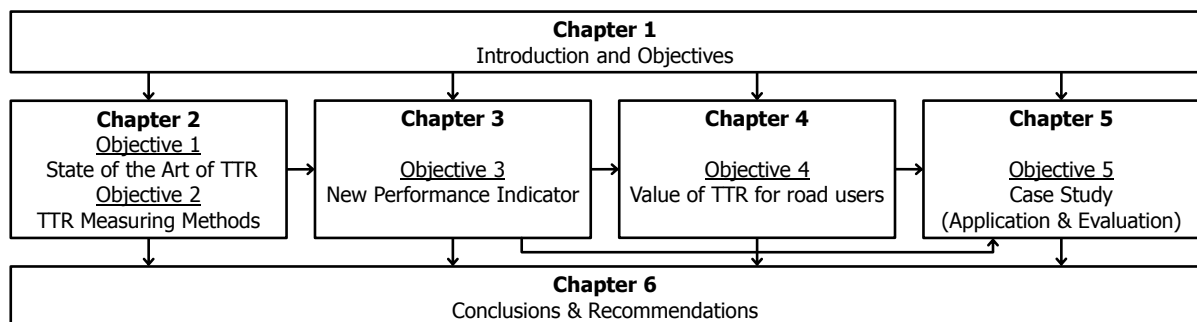 Chapter 1
Introduction and Objectives
Chapter 2
Objective 1
State of the Art of TTR
Objective 2
TTR Measuring Methods
Chapter 3
Objective 3
New Performance Indicator
Chapter 4
Objective 4
Value of TTR for road users
Chapter 5
Objective 5
Case Study
(Application & Evaluation)
Chapter 6
Conclusions & Recommendations